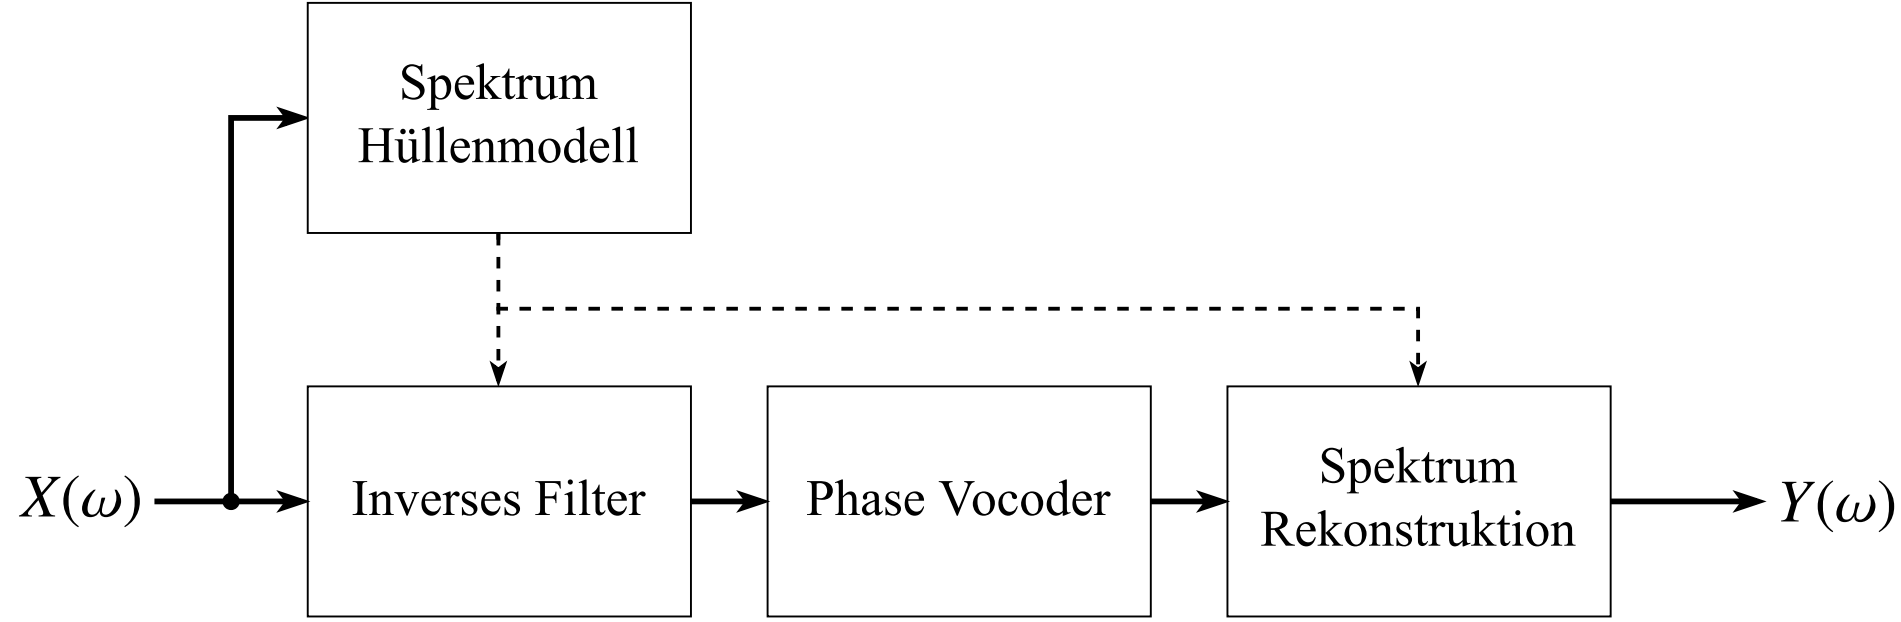 Spektrum
Hüllenmodell
X(ω)
Inverses Filter
Phase Vocoder
Spektrum
Rekonstruktion
Y(ω)